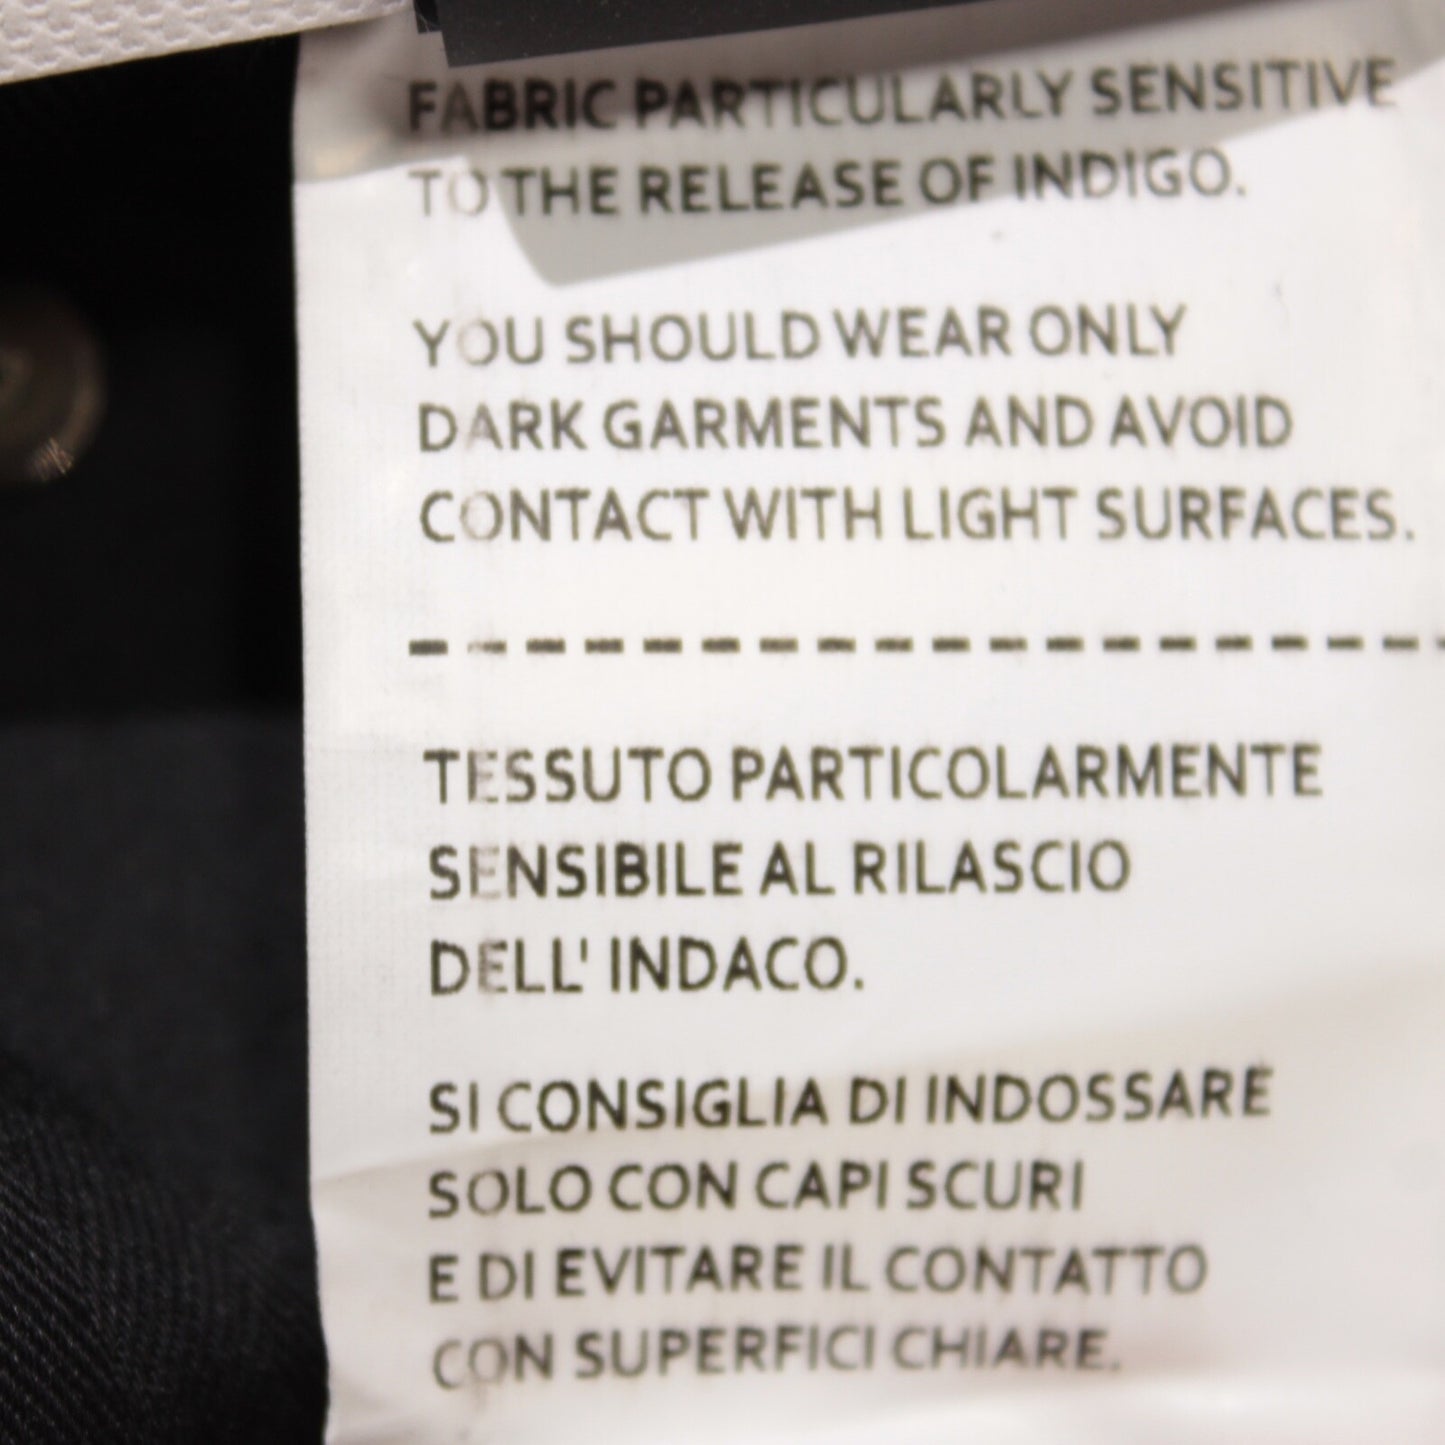 FABRIC PARTICULARLY SENSITIVE
TO THE RELEASE OF INDIGO.
YOU SHOULD WEAR ONLY
DARK GARMENTS AND AVOID
CONTACT WITH LIGHT SURFACES.
TESSUTO PARTICOLARMENTE
SENSIBILE AL RILASCIO
DELL' INDACO.
SI CONSIGLIA DI INDOSSARE
SOLO CON CAPI SCURI
E DI EVITARE IL CONTATTO
CON SUPERFICI CHIARE.